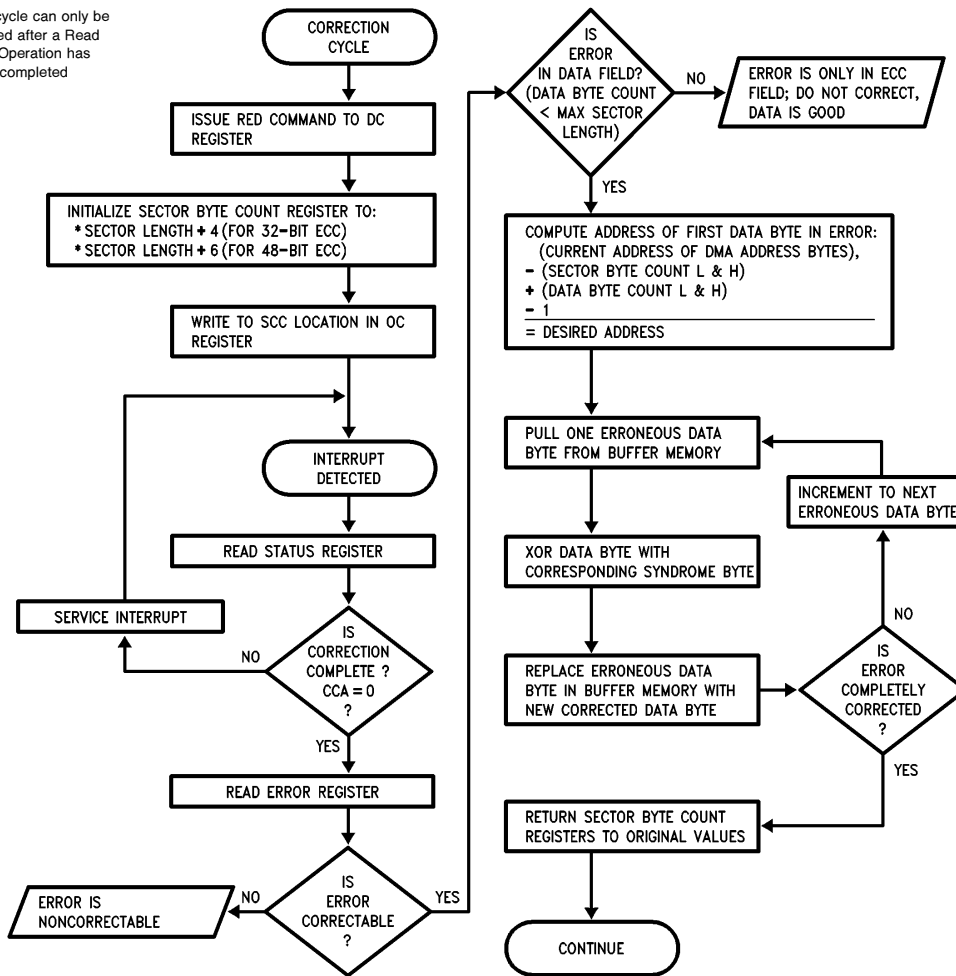 cycle can only be
ed after a Read
Operation has
completed
CORRECTION
CYCLE
ISSUE RED COMMAND TO DC
REGISTER
INITIALIZE SECTOR BYTE COUNT REGISTER TO:
* SECTOR LENGTH + 4 (FOR 32-BIT ECC)
* SECTOR LENGTH + 6 (FOR 48-BIT ECC)
WRITE TO SCC LOCATION IN OC
REGISTER
INTERRUPT
DETECTED
READ STATUS REGISTER
SERVICE INTERRUPT
NO
IS
CORRECTION
COMPLETE ?
CCA = 0
?
YES
READ ERROR REGISTER
IS
ERROR
CORRECTABLE
?
NO
ERROR IS
NONCORRECTABLE
YES
IS
ERROR
IN DATA FIELD?
(DATA BYTE COUNT
< MAX SECTOR
LENGTH)
NO
ERROR IS ONLY IN ECC
FIELD; DO NOT CORRECT,
DATA IS GOOD
YES
COMPUTE ADDRESS OF FIRST DATA BYTE IN ERROR:
(CURRENT ADDRESS OF DMA ADDRESS BYTES),
- (SECTOR BYTE COUNT L & H)
+ (DATA BYTE COUNT L & H)
- 1
= DESIRED ADDRESS
PULL ONE ERRONEOUS DATA
BYTE FROM BUFFER MEMORY
INCREMENT TO NEXT
ERRONEOUS DATA BYTE
XOR DATA BYTE WITH
CORRESPONDING SYNDROME BYTE
REPLACE ERRONEOUS DATA
BYTE IN BUFFER MEMORY WITH
NEW CORRECTED DATA BYTE
NO
IS
ERROR
COMPLETELY
CORRECTED
?
YES
RETURN SECTOR BYTE COUNT
REGISTERS TO ORIGINAL VALUES
CONTINUE